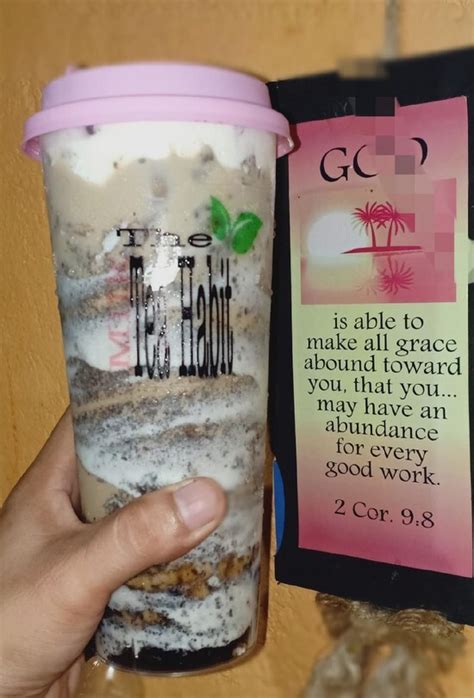 The
Tea Habit
GOD
is able to
make all grace
abound toward
you, that you...
may have an
abundance
for every
good work.
2 Cor. 9:8